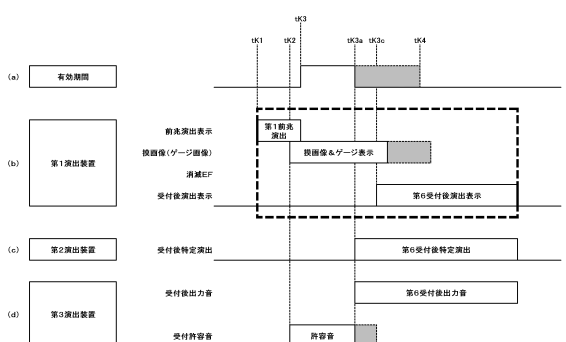 tK3
tK1 tK2 tK3a tK3c tK4
(a) 有効期間
前兆演出表示 第1前兆演出
(b) 第1演出装置 換画像(ゲージ画像) 換画像&ゲージ表示
消滅EF
受付後演出表示 第6受付後演出表示
(c) 第2演出装置 受付後特定演出 第6受付後特定演出
受付後出力音 第6受付後出力音
(d) 第3演出装置
受付許容音 許容音